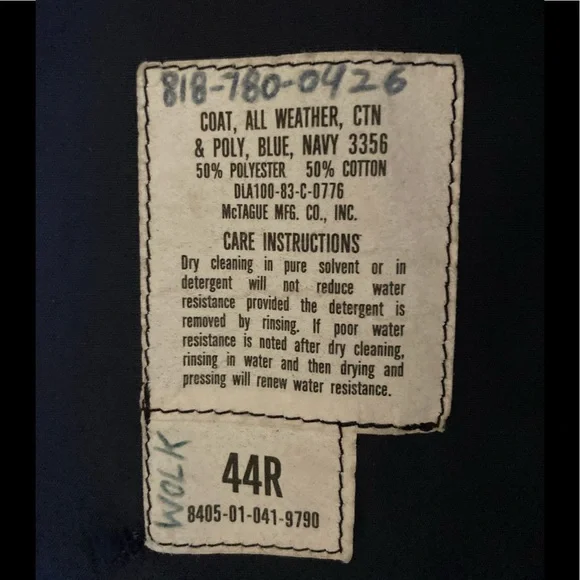 818-780-0426
COAT, ALL WEATHER, CTN
& POLY, BLUE, NAVY 3356
50% POLYESTER 50% COTTON
DLA100-83-C-0776
McTAGUE MFG. CO., INC.
CARE INSTRUCTIONS
Dry cleaning in pure solvent or in
detergent will not reduce water
resistance provided the detergent is
removed by rinsing. If poor water
resistance is noted after dry cleaning,
rinsing in water and then drying and
pressing will renew water resistance.
WOLK
44R
8405-01-041-9790